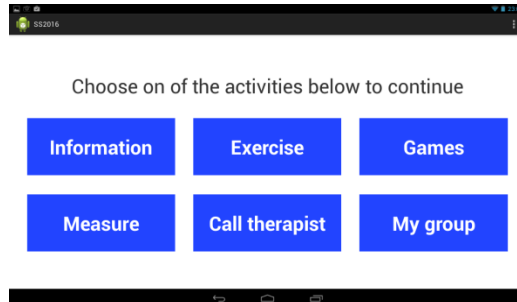 SS2016
Choose on of the activities below to continue
Information Exercise Games
Measure Call therapist My group